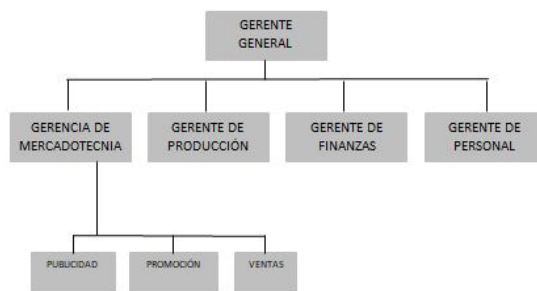 GERENTE
GENERAL
GERENCIA DE
MERCADOTECNIA
GERENTE DE
PRODUCCIÓN
GERENTE DE
FINANZAS
GERENTE DE
PERSONAL
PUBLICIDAD
PROMOCIÓN
VENTAS